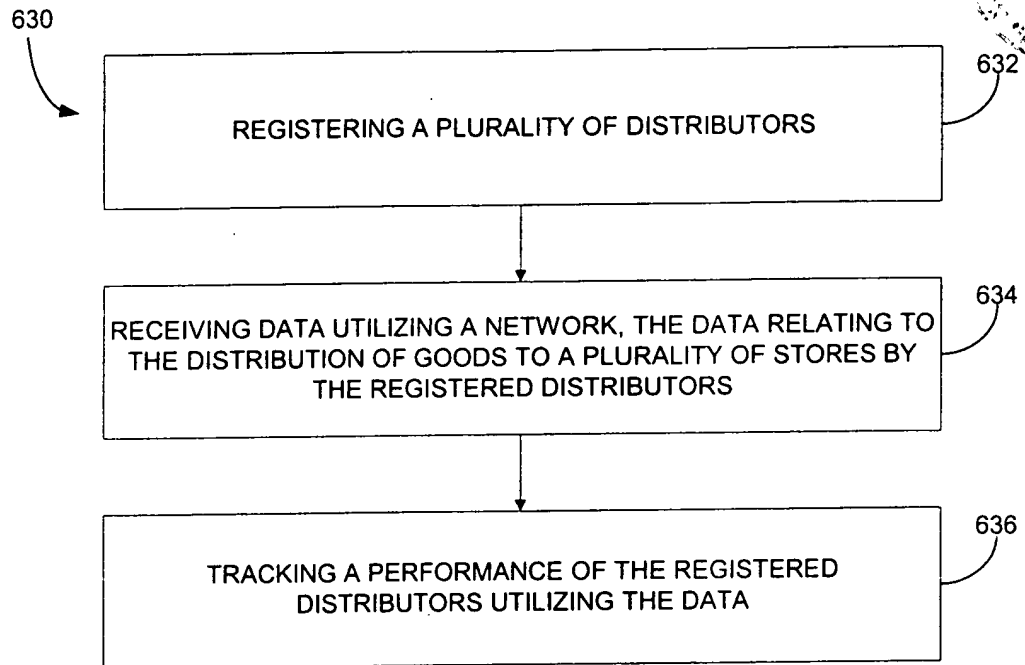 630
632
REGISTERING A PLURALITY OF DISTRIBUTORS
634
RECEIVING DATA UTILIZING A NETWORK, THE DATA RELATING TO
THE DISTRIBUTION OF GOODS TO A PLURALITY OF STORES BY
THE REGISTERED DISTRIBUTORS
636
TRACKING A PERFORMANCE OF THE REGISTERED
DISTRIBUTORS UTILIZING THE DATA